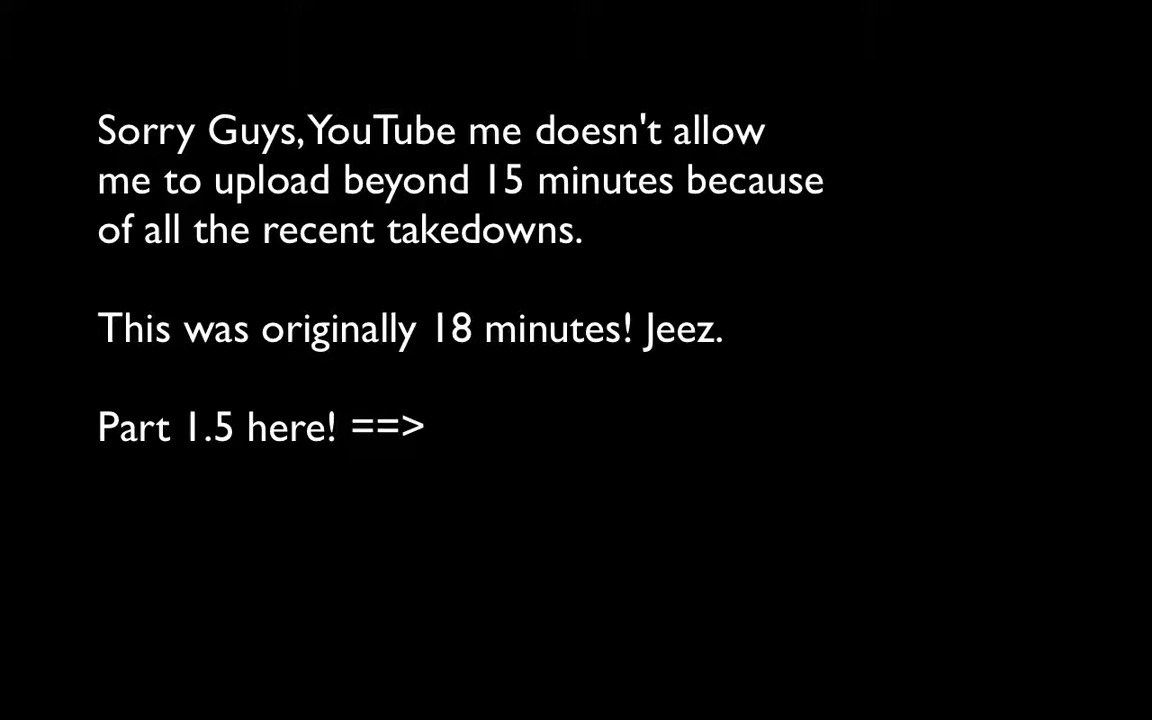 Sorry Guys, YouTube me doesn't allow
me to upload beyond 15 minutes because
of all the recent takedowns.
This was originally 18 minutes! Jeez.
Part 1.5 here! ==>